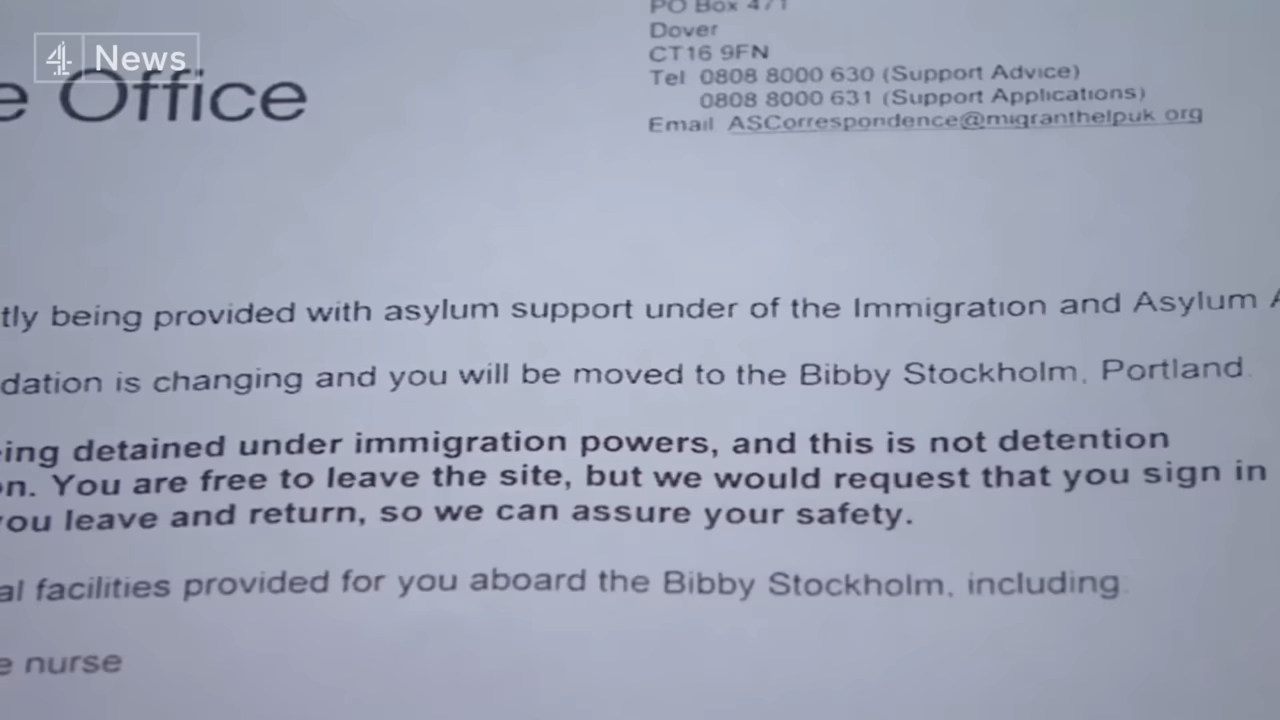 4 News
PO Box 471
Dover
CT16 9FN
Tel 0808 8000 630 (Support Advice)
0808 8000 631 (Support Applications)
Email ASCorrespondence@migranthelpuk org
e Office
tly being provided with asylum support under of the Immigration and Asylum A
dation is changing and you will be moved to the Bibby Stockholm, Portland.
ing detained under immigration powers, and this is not detention
n. You are free to leave the site, but we would request that you sign in
ou leave and return, so we can assure your safety.
al facilities provided for you aboard the Bibby Stockholm, including
e nurse